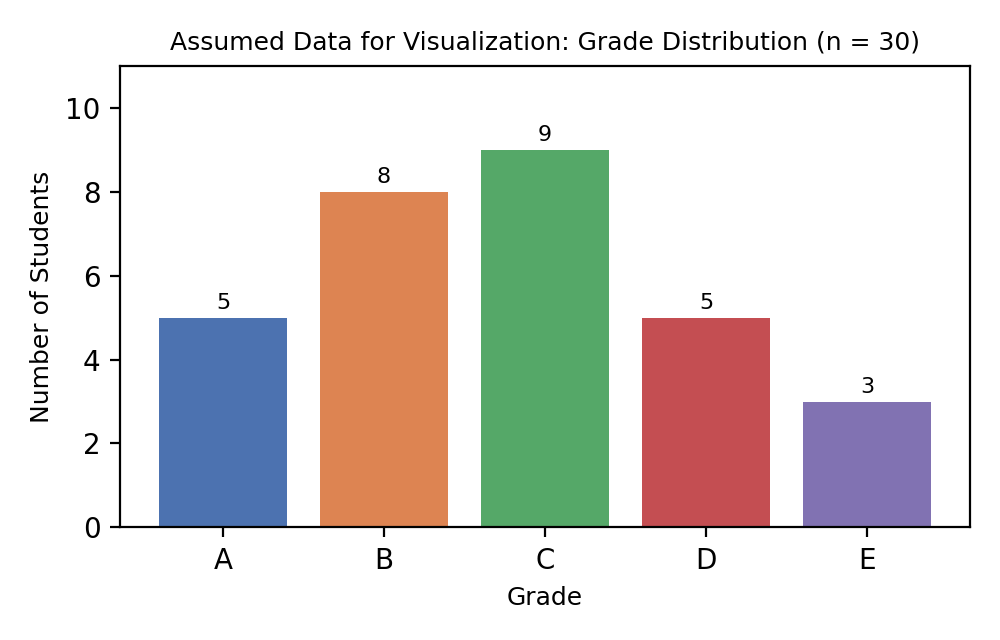 Assumed Data for Visualization: Grade Distribution (n = 30)
Number of Students
10
8
6
4
2
0
5
8
9
5
3
A B C D E
Grade